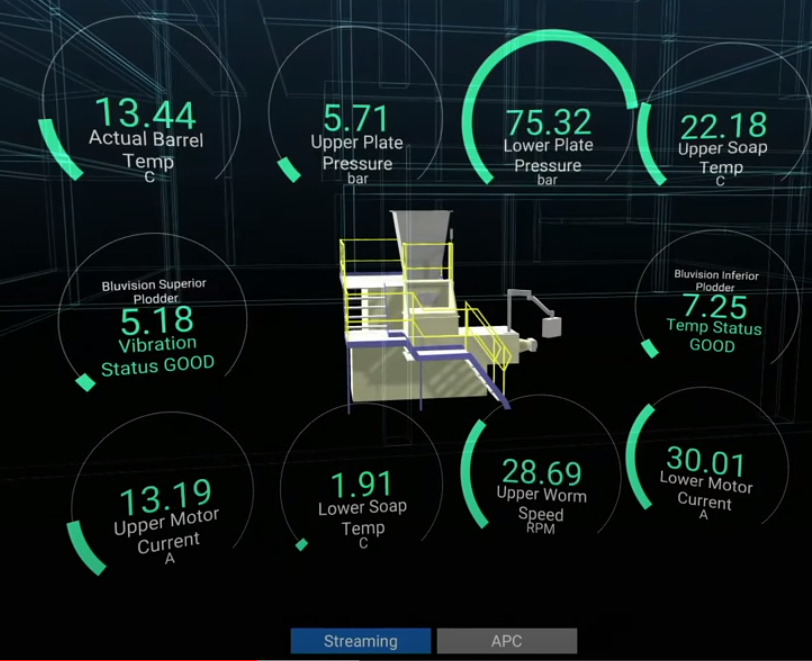 13.44
Actual Barrel
Temp
C
5.71
Upper Plate
Pressure
bar
75.32
Lower Plate
Pressure
bar
22.18
Upper Soap
Temp
C
Bluvision Superior
Plodder
5.18
Vibration
Status GOOD
Bluvision Inferior
Plodder
7.25
Temp Status
GOOD
13.19
Upper Motor
Current
A
1.91
Lower Soap
Temp
C
28.69
Upper Worm
Speed
RPM
30.01
Lower Motor
Current
A
Streaming
APC